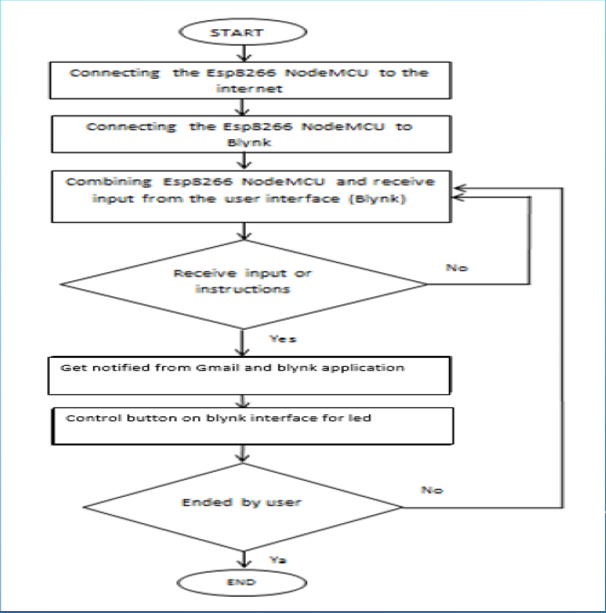 START
Connecting the Esp8266 NodeMCU to the
internet
Connecting the Esp8266 NodeMCU to
Blynk
Combining Esp8266 NodeMCU and receive
input from the user interface (Blynk)
Receive input or
instructions
No
Yes
Get notified from Gmail and blynk application
Control button on blynk interface for led
Ended by user
No
Ya
END